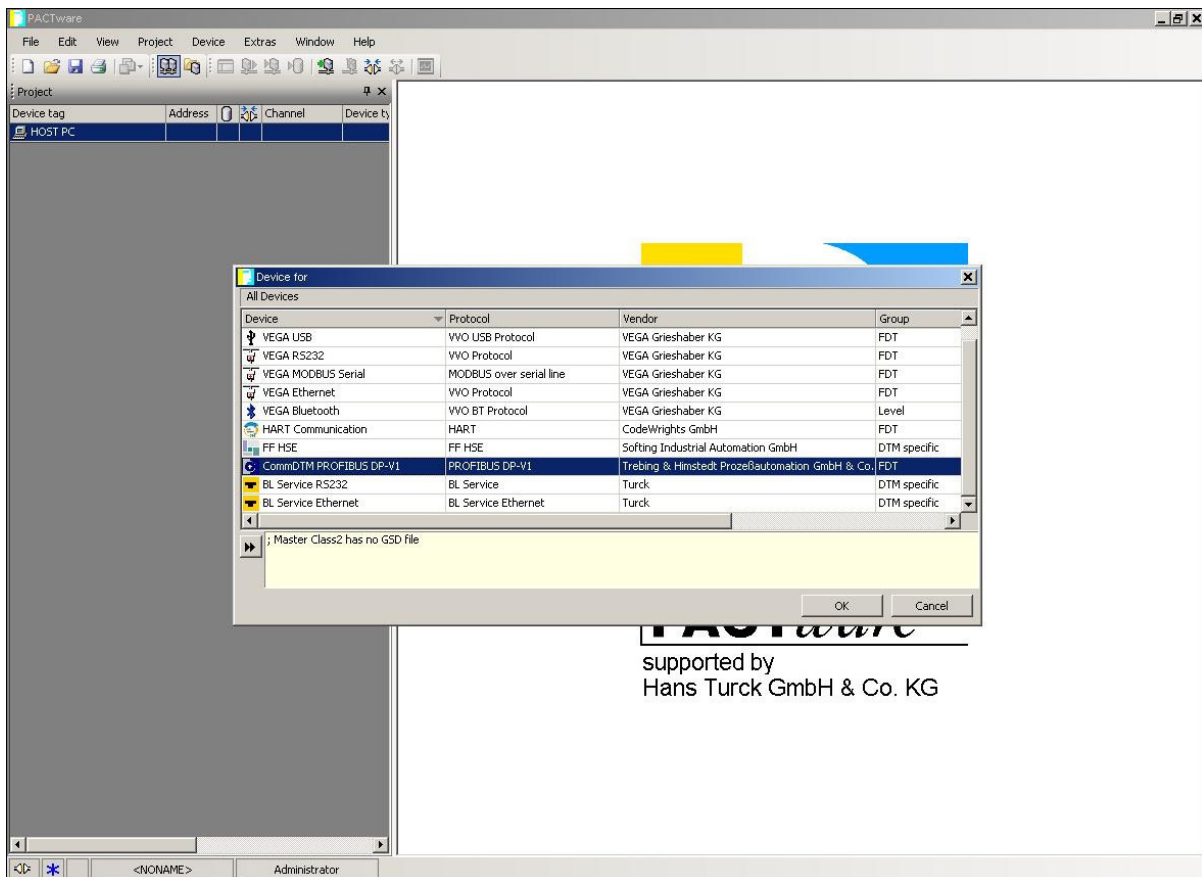 PACTware
File Edit View Project Device Extras Window Help
Project
Device tag Address Channel Device ty
HOST PC
Device for
All Devices
Device Protocol Vendor Group
VEGA USB VVO USB Protocol VEGA Grieshaber KG FDT
VEGA RS232 VVO Protocol VEGA Grieshaber KG FDT
VEGA MODBUS Serial MODBUS over serial line VEGA Grieshaber KG FDT
VEGA Ethernet VVO Protocol VEGA Grieshaber KG FDT
VEGA Bluetooth VVO BT Protocol VEGA Grieshaber KG Level
HART Communication HART CodeWrights GmbH FDT
FF HSE FF HSE Softing Industrial Automation GmbH DTM specific
CommDTM PROFIBUS DP-V1 PROFIBUS DP-V1 Trebing & Himstedt Prozeßautomation GmbH & Co. FDT
BL Service RS232 BL Service Turck DTM specific
BL Service Ethernet BL Service Ethernet Turck DTM specific
; Master Class2 has no GSD file
OK Cancel
PACTware
supported by
Hans Turck GmbH & Co. KG
<NONAME> Administrator